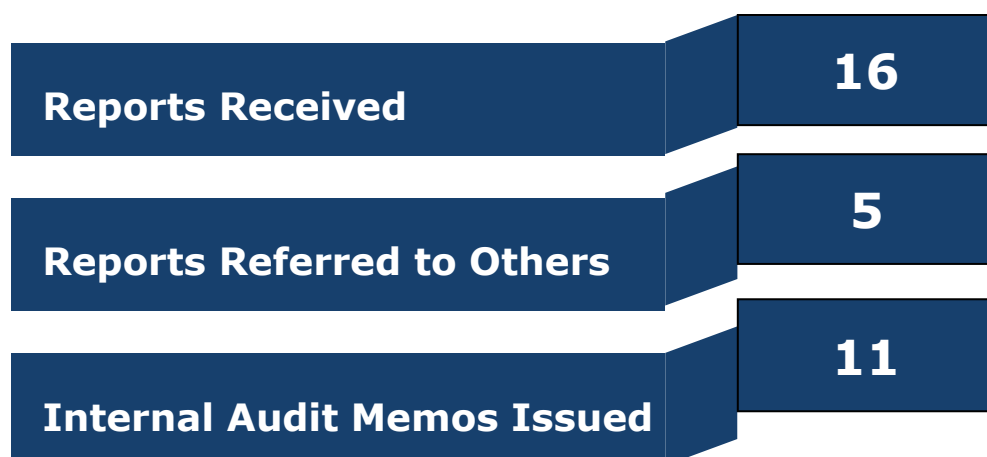 Reports Received
16
Reports Referred to Others
5
Internal Audit Memos Issued
11